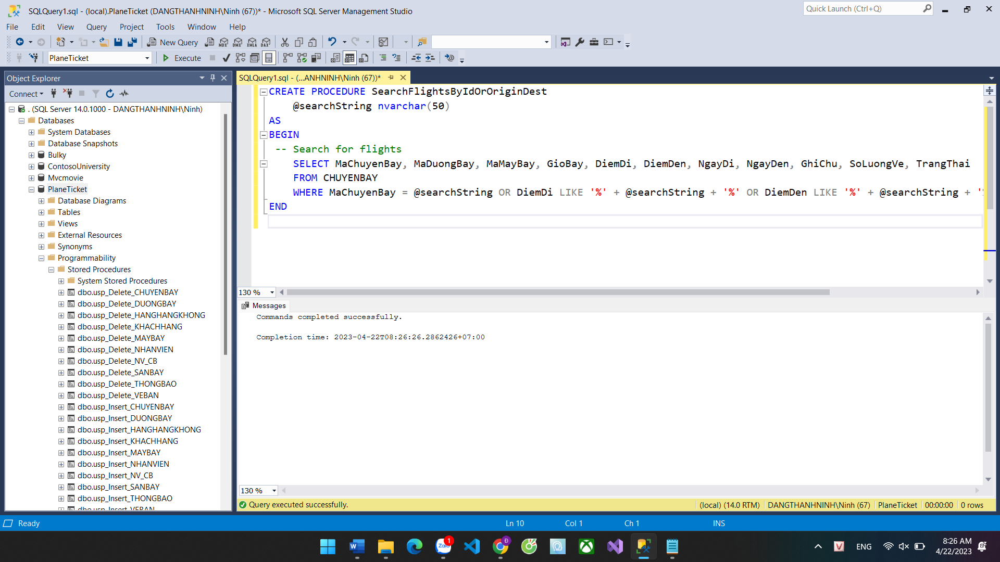 SQLQuery1.sql - (local).PlaneTicket (DANGTHANHNINH\Ninh (67))* - Microsoft SQL Server Management Studio
Quick Launch (Ctrl+Q)
File Edit View Query Project Tools Window Help
New Query
MDX DMX XMLA DAX
PlaneTicket
Execute
Object Explorer
Connect
. (SQL Server 14.0.1000 - DANGTHANHNINH\Ninh)
Databases
System Databases
Database Snapshots
Bulky
ContosoUniversity
Mvcmovie
PlaneTicket
Database Diagrams
Tables
Views
External Resources
Synonyms
Programmability
Stored Procedures
System Stored Procedures
dbo.usp_Delete_CHUYENBAY
dbo.usp_Delete_DUONGBAY
dbo.usp_Delete_HANGHANGKHONG
dbo.usp_Delete_KHACHHANG
dbo.usp_Delete_MAYBAY
dbo.usp_Delete_NHANVIEN
dbo.usp_Delete_NV_CB
dbo.usp_Delete_SANBAY
dbo.usp_Delete_THONGBAO
dbo.usp_Delete_VEBAN
dbo.usp_Insert_CHUYENBAY
dbo.usp_Insert_DUONGBAY
dbo.usp_Insert_HANGHANGKHONG
dbo.usp_Insert_KHACHHANG
dbo.usp_Insert_MAYBAY
dbo.usp_Insert_NHANVIEN
dbo.usp_Insert_NV_CB
dbo.usp_Insert_SANBAY
dbo.usp_Insert_THONGBAO
dbo.usp_Insert_VEBAN
SQLQuery1.sql - (...ANHNINH\Ninh (67))*
CREATE PROCEDURE SearchFlightsByIdOrOriginDest
@searchString nvarchar(50)
AS
BEGIN
-- Search for flights
SELECT MaChuyenBay, MaDuongBay, MaMayBay, GioBay, DiemDi, DiemDen, NgayDi, NgayDen, GhiChu, SoLuongVe, TrangThai
FROM CHUYENBAY
WHERE MaChuyenBay = @searchString OR DiemDi LIKE '%' + @searchString + '%' OR DiemDen LIKE '%' + @searchString + '
END
130 %
Messages
Commands completed successfully.
Completion time: 2023-04-22T08:26:26.2862426+07:00
130 %
Query executed successfully.
(local) (14.0 RTM) DANGTHANHNINH\Ninh (67) PlaneTicket 00:00:00 0 rows
Ready Ln 10 Col 1 Ch 1 INS
Zalo 1
Đ
V ENG
8:26 AM
4/22/2023